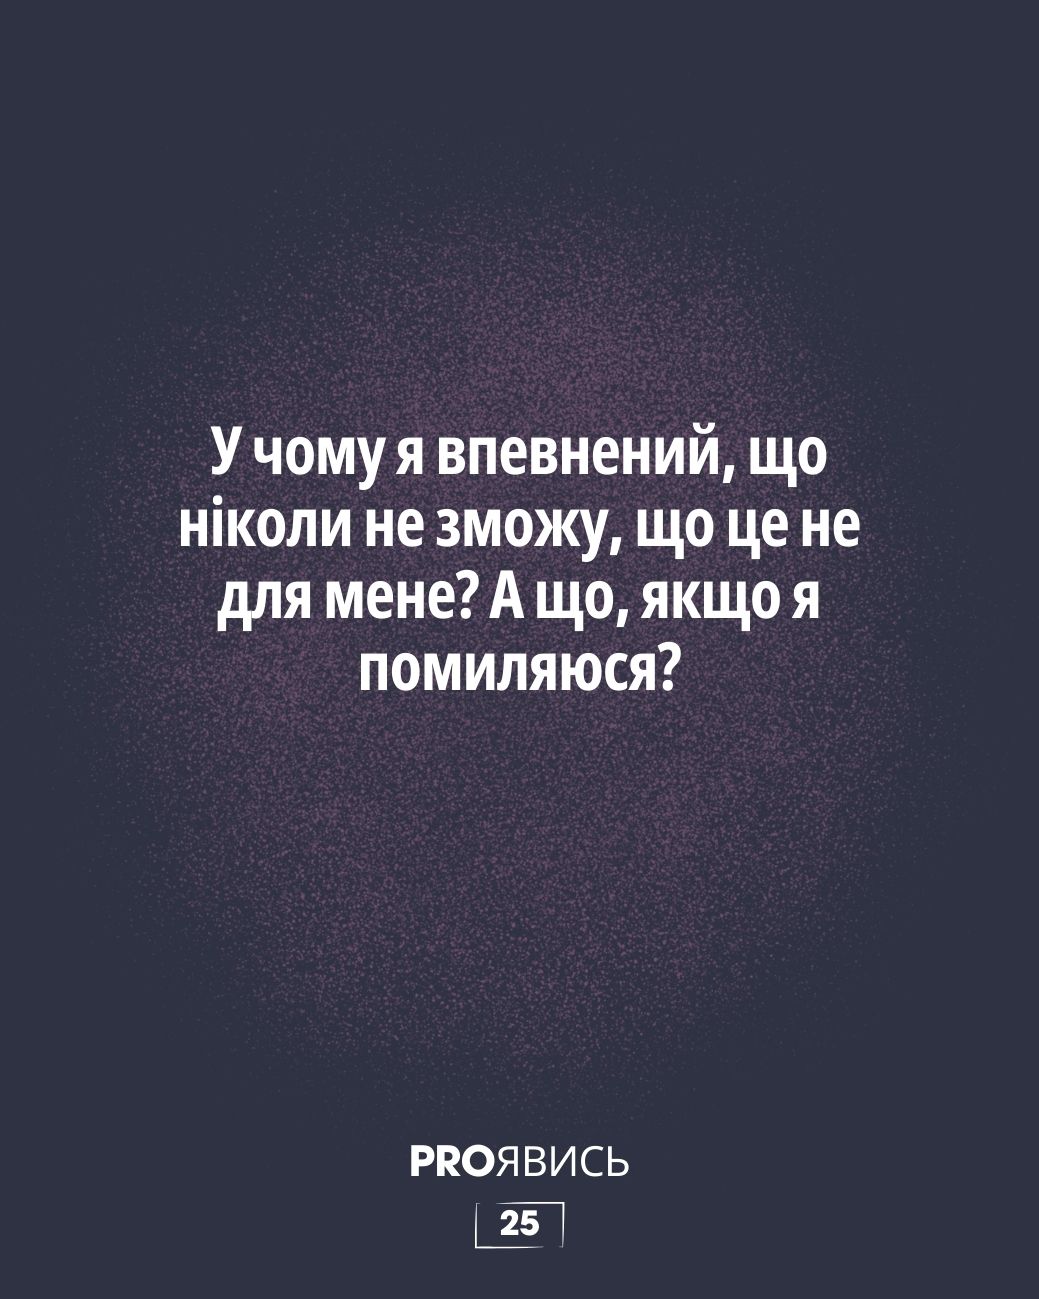 У чому я впевнений, що
ніколи не зможу, що це не
для мене? А що, якщо я
помиляюся?
PROЯВИСЬ
25